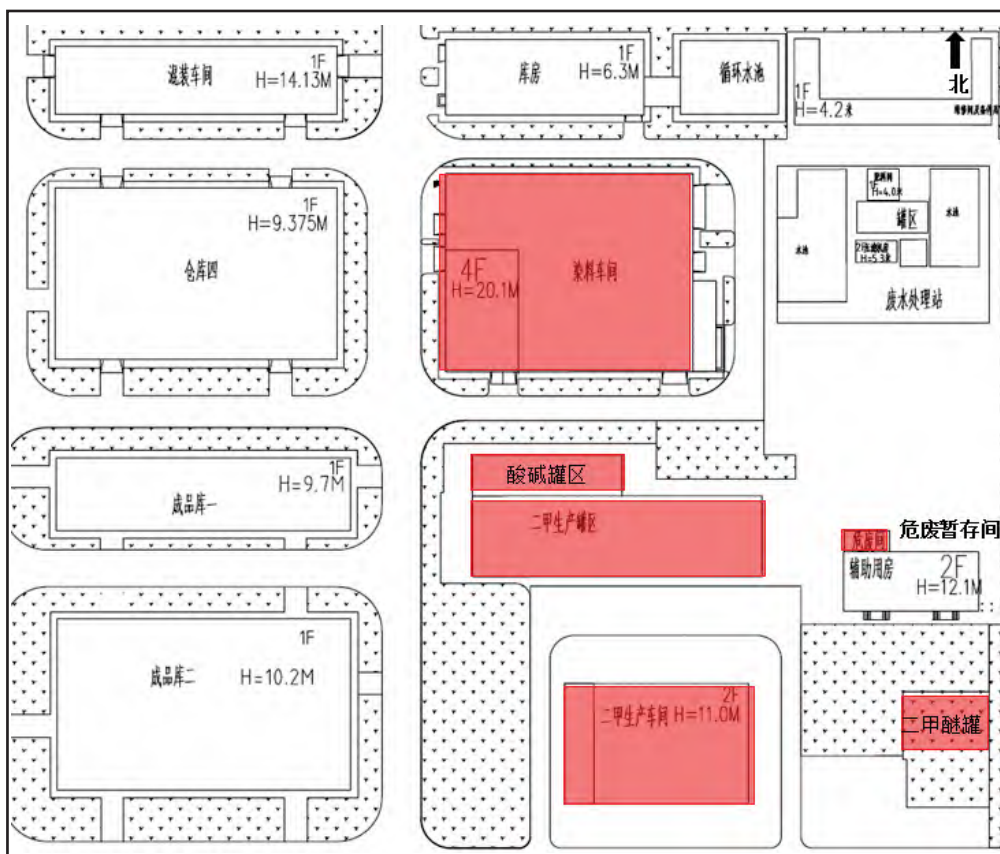 混装车间
1F
H=14.13M
库房
1F
H=6.3M
循环水池
1F
H=4.2米
北
仓库四
1F
H=9.375M
4F
H=20.1M
染料车间
1F
H=4.0米
罐区
水池
水池
H=5.3米
废水处理站
成品库一
1F
H=9.7M
酸碱罐区
二甲生产罐区
危废间
危废暂存间
辅助用房
2F
H=12.1M
成品库二
1F
H=10.2M
二甲生产车间
2F
H=11.0M
二甲醚罐